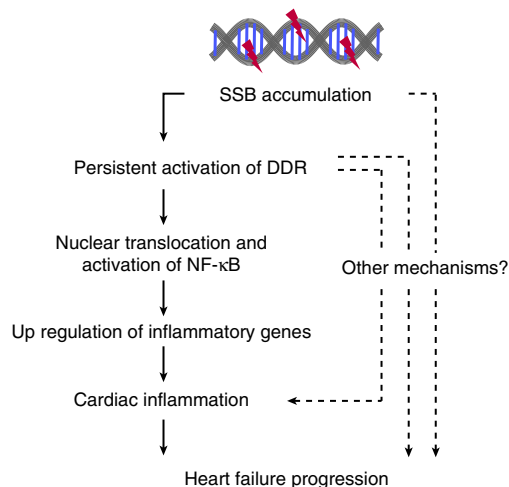 SSB accumulation
Persistent activation of DDR
Nuclear translocation and
activation of NF-κB
Other mechanisms?
Up regulation of inflammatory genes
Cardiac inflammation
Heart failure progression